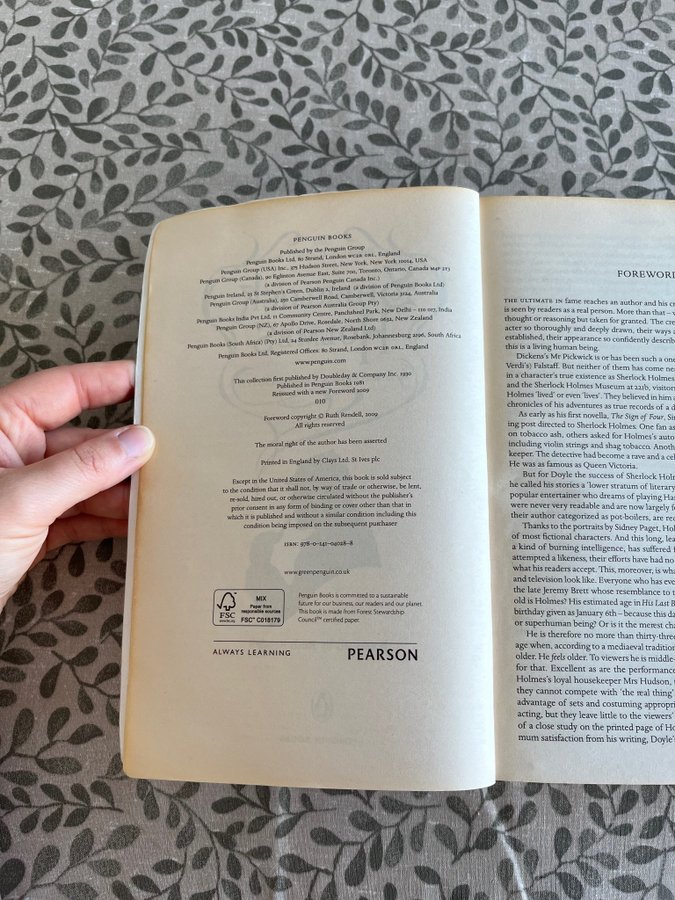 PENGUIN BOOKS
Published by the Penguin Group
Penguin Books Ltd, 80 Strand, London WC2R 0RL, England
Penguin Group (USA) Inc., 375 Hudson Street, New York, New York 10014, USA
Penguin Group (Canada), 90 Eglinton Avenue East, Suite 700, Toronto, Ontario, Canada M4P 2Y3
(a division of Pearson Penguin Canada Inc.)
Penguin Ireland, 25 St Stephen's Green, Dublin 2, Ireland (a division of Penguin Books Ltd)
Penguin Group (Australia), 250 Camberwell Road, Camberwell, Victoria 3124, Australia
(a division of Pearson Australia Group Pty)
Penguin Books India Pvt Ltd, 11 Community Centre, Panchsheel Park, New Delhi – 110 017, India
Penguin Group (NZ), 67 Apollo Drive, Rosedale, North Shore 0632, New Zealand
(a division of Pearson New Zealand Ltd)
Penguin Books (South Africa) (Pty) Ltd, 24 Sturdee Avenue, Rosebank, Johannesburg 2196, South Africa
Penguin Books Ltd, Registered Offices: 80 Strand, London WC2R 0RL, England
www.penguin.com
This collection first published by Doubleday & Company Inc. 1930
Published in Penguin Books 1981
Reissued with a new Foreword 2009
010
Foreword copyright © Ruth Rendell, 2009
All rights reserved
The moral right of the author has been asserted
Printed in England by Clays Ltd, St Ives plc
Except in the United States of America, this book is sold subject
to the condition that it shall not, by way of trade or otherwise, be lent,
re-sold, hired out, or otherwise circulated without the publisher's
prior consent in any form of binding or cover other than that in
which it is published and without a similar condition including this
condition being imposed on the subsequent purchaser
ISBN: 978-0-141-04028-8
www.greenpenguin.co.uk
FSC
www.fsc.org
MIX
Paper from
responsible sources
FSC™ C018179
Penguin Books is committed to a sustainable
future for our business, our readers and our planet.
This book is made from Forest Stewardship
Council™ certified paper.
ALWAYS LEARNING
PEARSON
FOREWORD
THE ULTIMATE IN fame reaches an author and his cr
is seen by readers as a real person. More than that – 
thought or reasoning but taken for granted. The cre
acter so thoroughly and deeply drawn, their ways a
established, their appearance so confidently describe
this is a living human being.
Dickens's Mr Pickwick is or has been such a one
Verdi's) Falstaff. But neither of them has come nea
in a character's true existence as Sherlock Holmes
and the Sherlock Holmes Museum at 221b, visitor
Holmes 'lived' or even 'lives'. They believed in him a
chronicles of his adventures as true records of a d
As early as his first novella, The Sign of Four, Sin
ing post directed to Sherlock Holmes. One fan as
on tobacco ash, others asked for Holmes's auto
including violin strings and shag tobacco. Anoth
keeper. The detective had become a rave and a cel
He was as famous as Queen Victoria.
But for Doyle the success of Sherlock Holm
he called his stories a 'lower stratum of literary
popular entertainer who dreams of playing Ha
were never very readable and are now largely f
their author categorized as pot-boilers, are rea
Thanks to the portraits by Sidney Paget, Hol
of most fictional characters. And this long, lea
a kind of burning intelligence, has suffered
attempted a likeness, their efforts have had no
what his readers accept. This, moreover, is wha
and television look like. Everyone who has eve
the late Jeremy Brett whose resemblance to t
old is Holmes? His estimated age in His Last B
birthday given as January 6th – because this da
or superhuman being? Or is it the merest cha
He is therefore no more than thirty-three
age when, according to a mediaeval tradition
older. He feels older. To viewers he is middle-
for that. Excellent as are the performance
Holmes's loyal housekeeper Mrs Hudson,
they cannot compete with 'the real thing'
advantage of sets and costuming appropri
acting, but they leave little to the viewers'
of a close study on the printed page of Ho
mum satisfaction from his writing, Doyle's